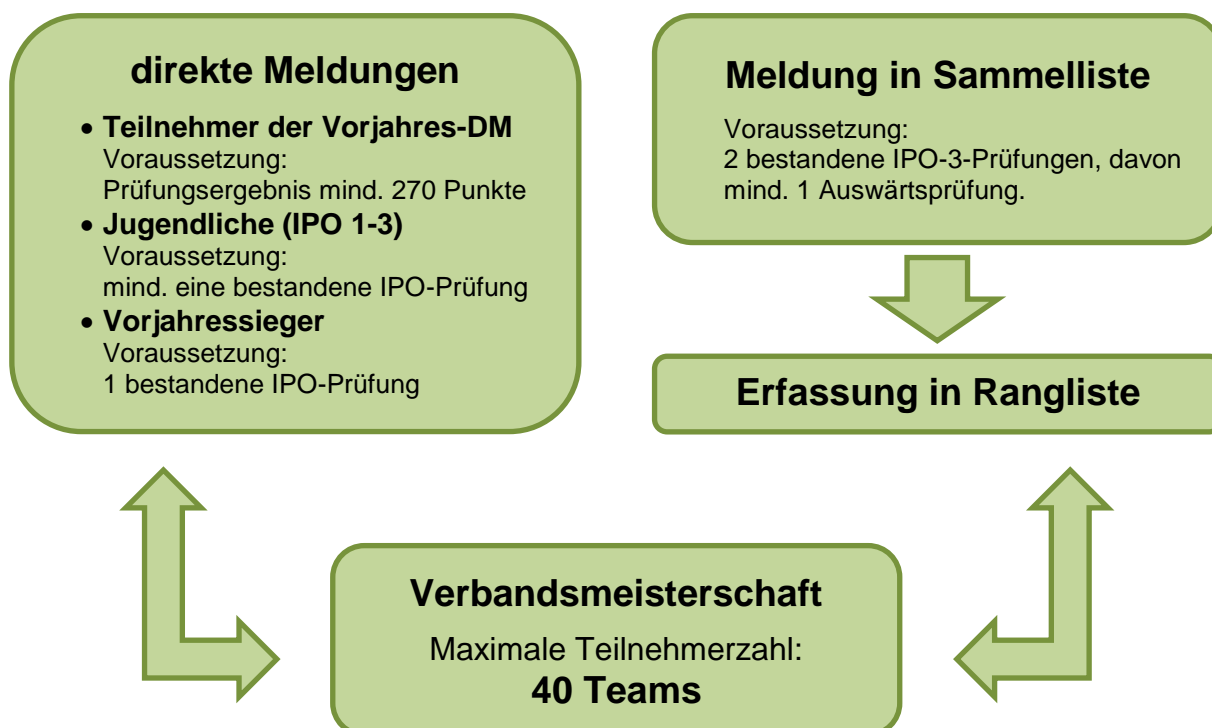 direkte Meldungen
• Teilnehmer der Vorjahres-DM
Voraussetzung:
Prüfungsergebnis mind. 270 Punkte
• Jugendliche (IPO 1-3)
Voraussetzung:
mind. eine bestandene IPO-Prüfung
• Vorjahressieger
Voraussetzung:
1 bestandene IPO-Prüfung
Meldung in Sammelliste
Voraussetzung:
2 bestandene IPO-3-Prüfungen, davon
mind. 1 Auswärtsprüfung.
Erfassung in Rangliste
Verbandsmeisterschaft
Maximale Teilnehmerzahl:
40 Teams